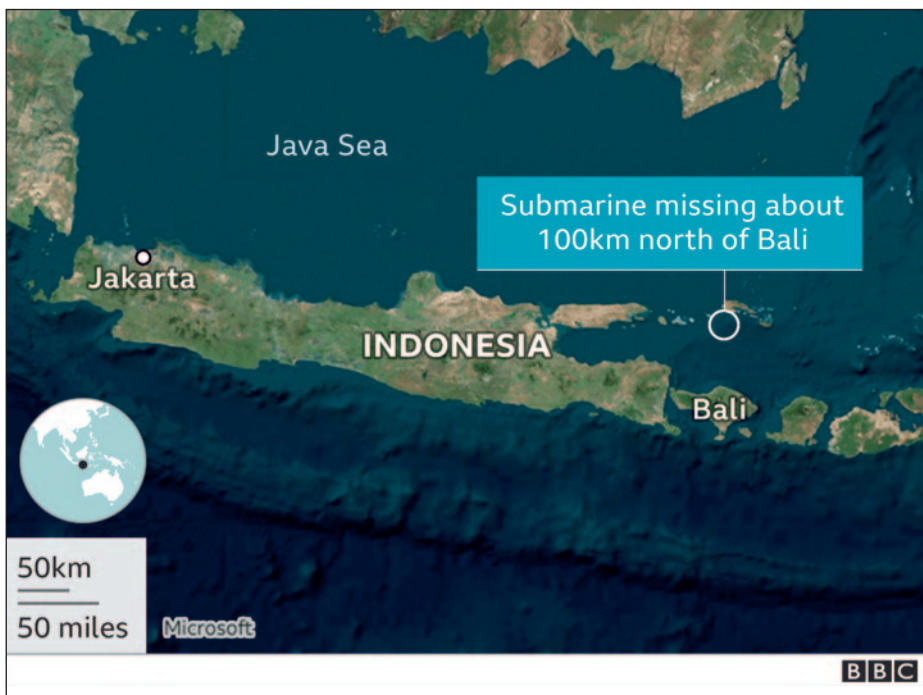 Java Sea
Submarine missing about
100km north of Bali
Jakarta
INDONESIA
Bali
50km
50 miles
Microsoft
BBC